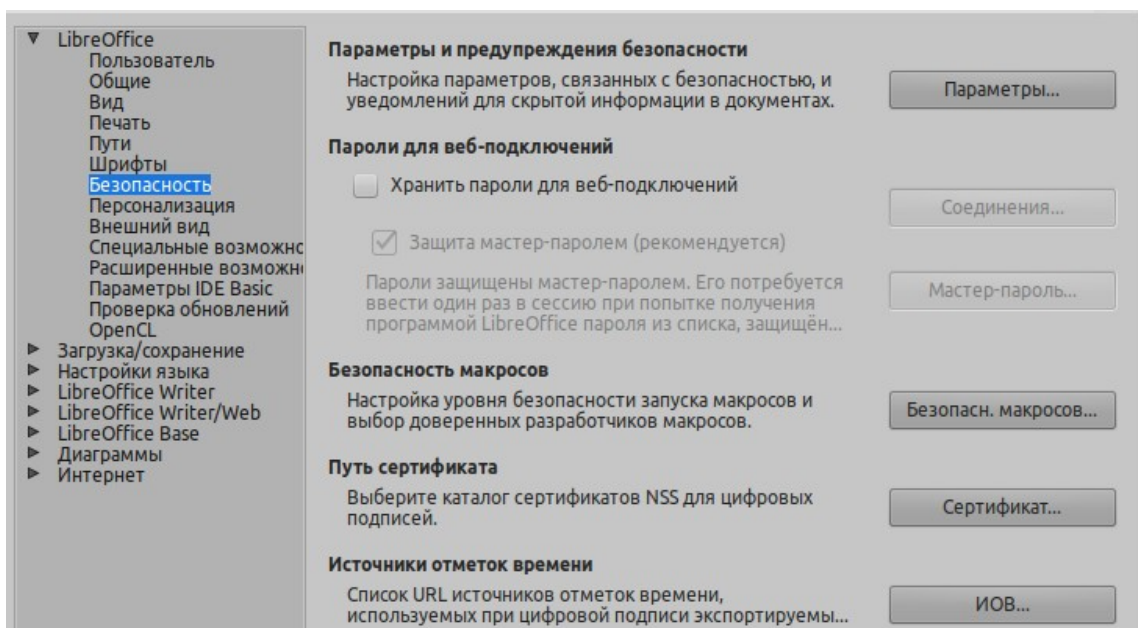 LibreOffice
Пользователь
Общие
Вид
Печать
Пути
Шрифты
Безопасность
Персонализация
Внешний вид
Специальные возможно
Расширенные возможн
Параметры IDE Basic
Проверка обновлений
OpenCL
Загрузка/сохранение
Настройки языка
LibreOffice Writer
LibreOffice Writer/Web
LibreOffice Base
Диаграммы
Интернет
Параметры и предупреждения безопасности
Настройка параметров, связанных с безопасностью, и
уведомлений для скрытой информации в документах.
Параметры...
Пароли для веб-подключений
Хранить пароли для веб-подключений
Соединения...
Защита мастер-паролем (рекомендуется)
Пароли защищены мастер-паролем. Его потребуется
ввести один раз в сессию при попытке получения
программой LibreOffice пароля из списка, защищён...
Мастер-пароль...
Безопасность макросов
Настройка уровня безопасности запуска макросов и
выбор доверенных разработчиков макросов.
Безопасн. макросов...
Путь сертификата
Выберите каталог сертификатов NSS для цифровых
подписей.
Сертификат...
Источники отметок времени
Список URL источников отметок времени,
используемых при цифровой подписи экспортируемы...
ИОВ...